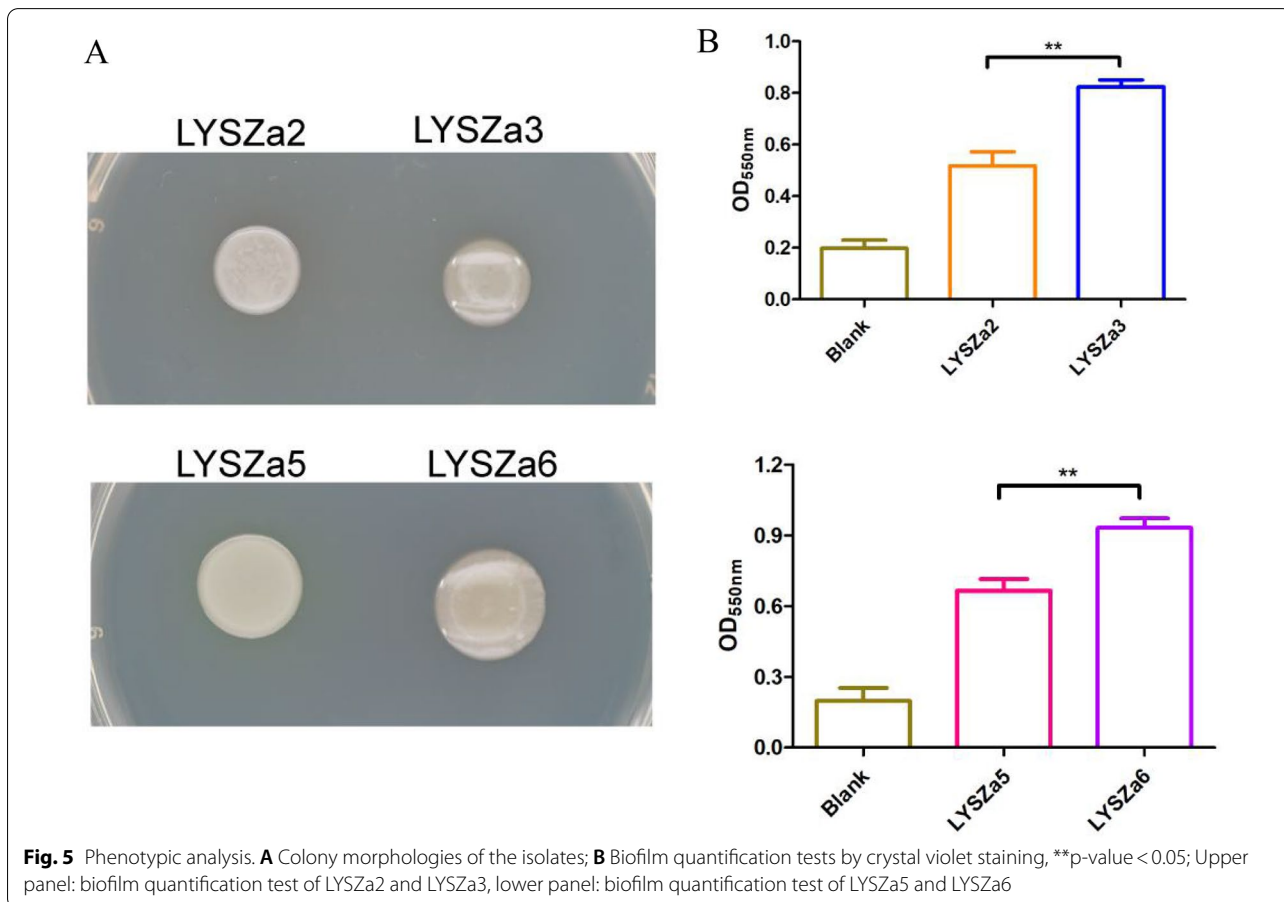 A
LYSZa2 LYSZa3
LYSZa5 LYSZa6
B
**
OD550nm
1.0
0.8
0.6
0.4
0.2
0.0
Blank
LYSZa2
LYSZa3
**
OD550nm
1.2
0.9
0.6
0.3
0.0
Blank
LYSZa5
LYSZa6
Fig. 5 Phenotypic analysis. A Colony morphologies of the isolates; B Biofilm quantification tests by crystal violet staining, **p-value < 0.05; Upper
panel: biofilm quantification test of LYSZa2 and LYSZa3, lower panel: biofilm quantification test of LYSZa5 and LYSZa6